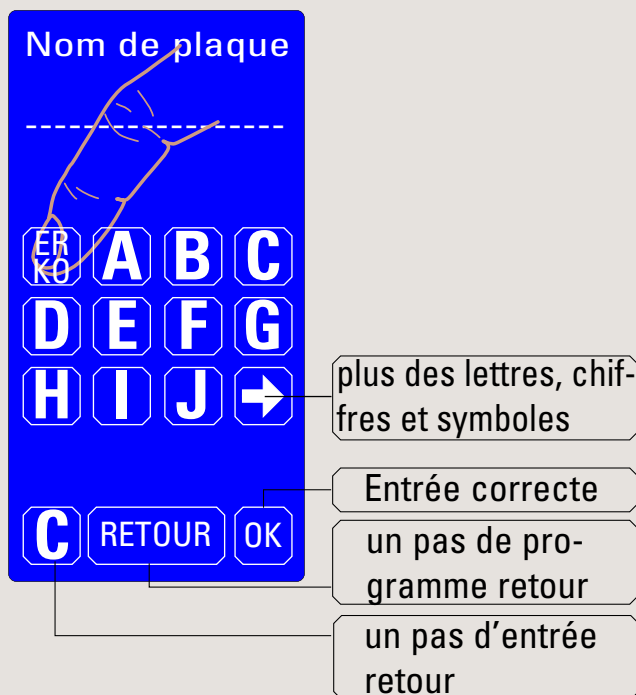 Nom de plaque
ER
KO
A B C
D E F G
H I J
plus des lettres, chif-
fres et symboles
Entrée correcte
C RETOUR OK
un pas de pro-
gramme retour
un pas d’entrée
retour